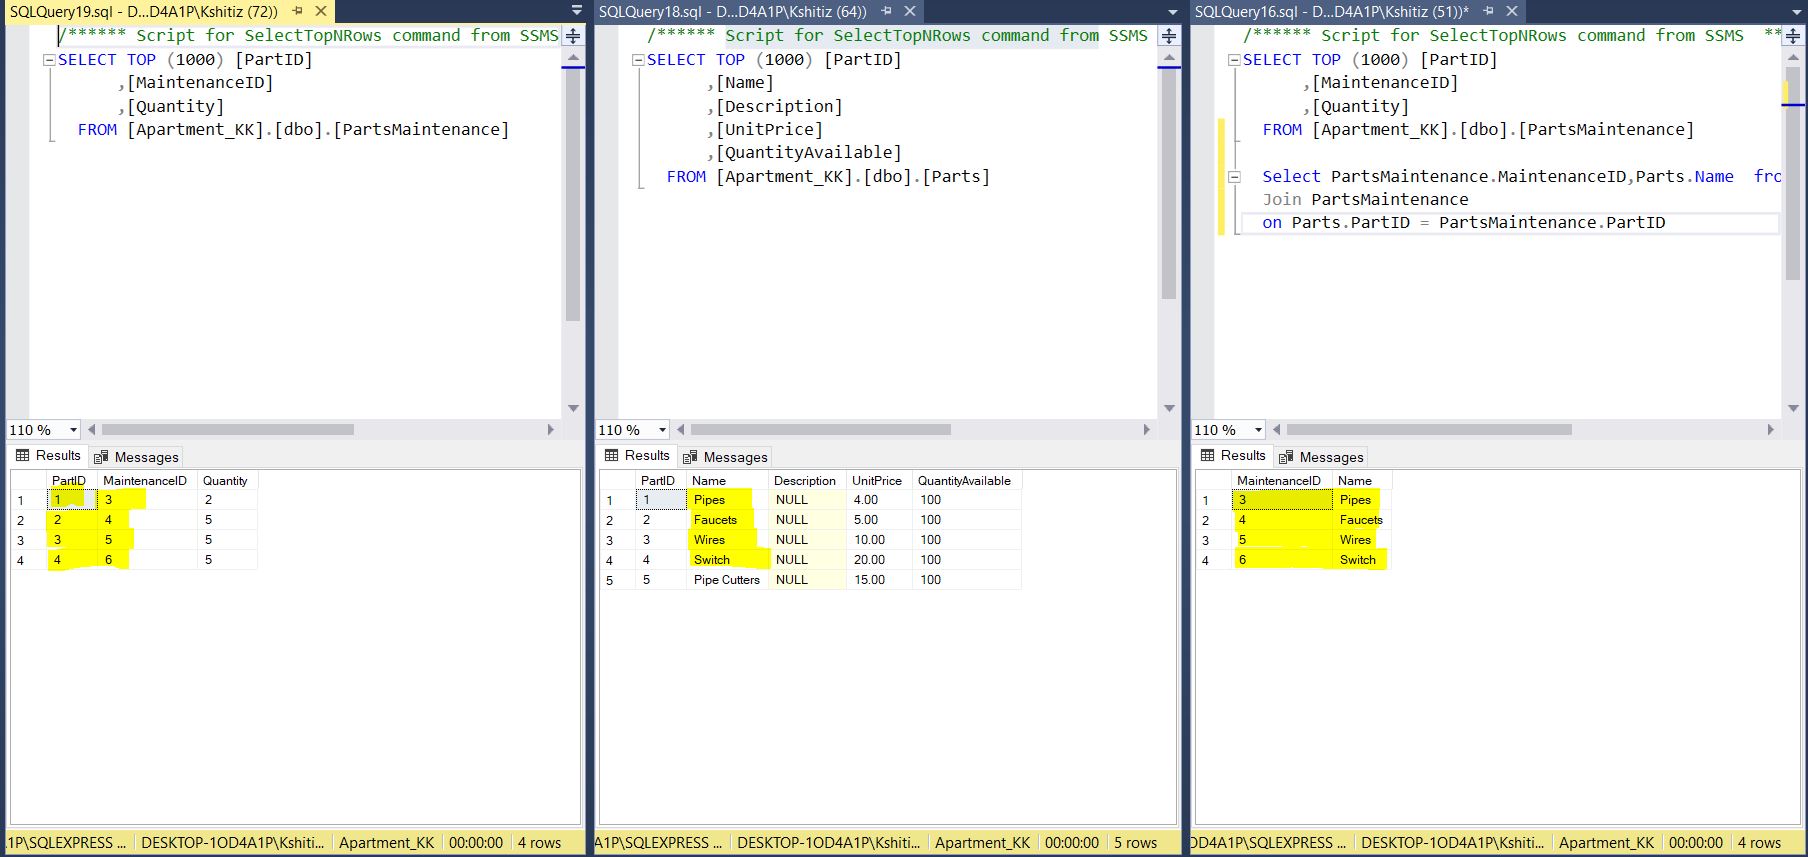 SQLQuery19.sql - D...D4A1P\Kshitiz (72))
/****** Script for SelectTopNRows command from SSMS
SELECT TOP (1000) [PartID]
,[MaintenanceID]
,[Quantity]
FROM [Apartment_KK].[dbo].[PartsMaintenance]
110 %
Results Messages
PartID MaintenanceID Quantity
1 1 3 2
2 2 4 5
3 3 5 5
4 4 6 5
A1P\SQLEXPRESS ... DESKTOP-1OD4A1P\Kshiti... Apartment_KK 00:00:00 4 rows
SQLQuery18.sql - D...D4A1P\Kshitiz (64))
/****** Script for SelectTopNRows command from SSMS
SELECT TOP (1000) [PartID]
,[Name]
,[Description]
,[UnitPrice]
,[QuantityAvailable]
FROM [Apartment_KK].[dbo].[Parts]
110 %
Results Messages
PartID Name Description UnitPrice QuantityAvailable
1 1 Pipes NULL 4.00 100
2 2 Faucets NULL 5.00 100
3 3 Wires NULL 10.00 100
4 4 Switch NULL 20.00 100
5 5 Pipe Cutters NULL 15.00 100
A1P\SQLEXPRESS ... DESKTOP-1OD4A1P\Kshiti... Apartment_KK 00:00:00 5 rows
SQLQuery16.sql - D...D4A1P\Kshitiz (51))*
/****** Script for SelectTopNRows command from SSMS **
SELECT TOP (1000) [PartID]
,[MaintenanceID]
,[Quantity]
FROM [Apartment_KK].[dbo].[PartsMaintenance]
Select PartsMaintenance.MaintenanceID,Parts.Name fro
Join PartsMaintenance
on Parts.PartID = PartsMaintenance.PartID
110 %
Results Messages
MaintenanceID Name
1 3 Pipes
2 4 Faucets
3 5 Wires
4 6 Switch
OD4A1P\SQLEXPRESS ... DESKTOP-1OD4A1P\Kshiti... Apartment_KK 00:00:00 4 rows